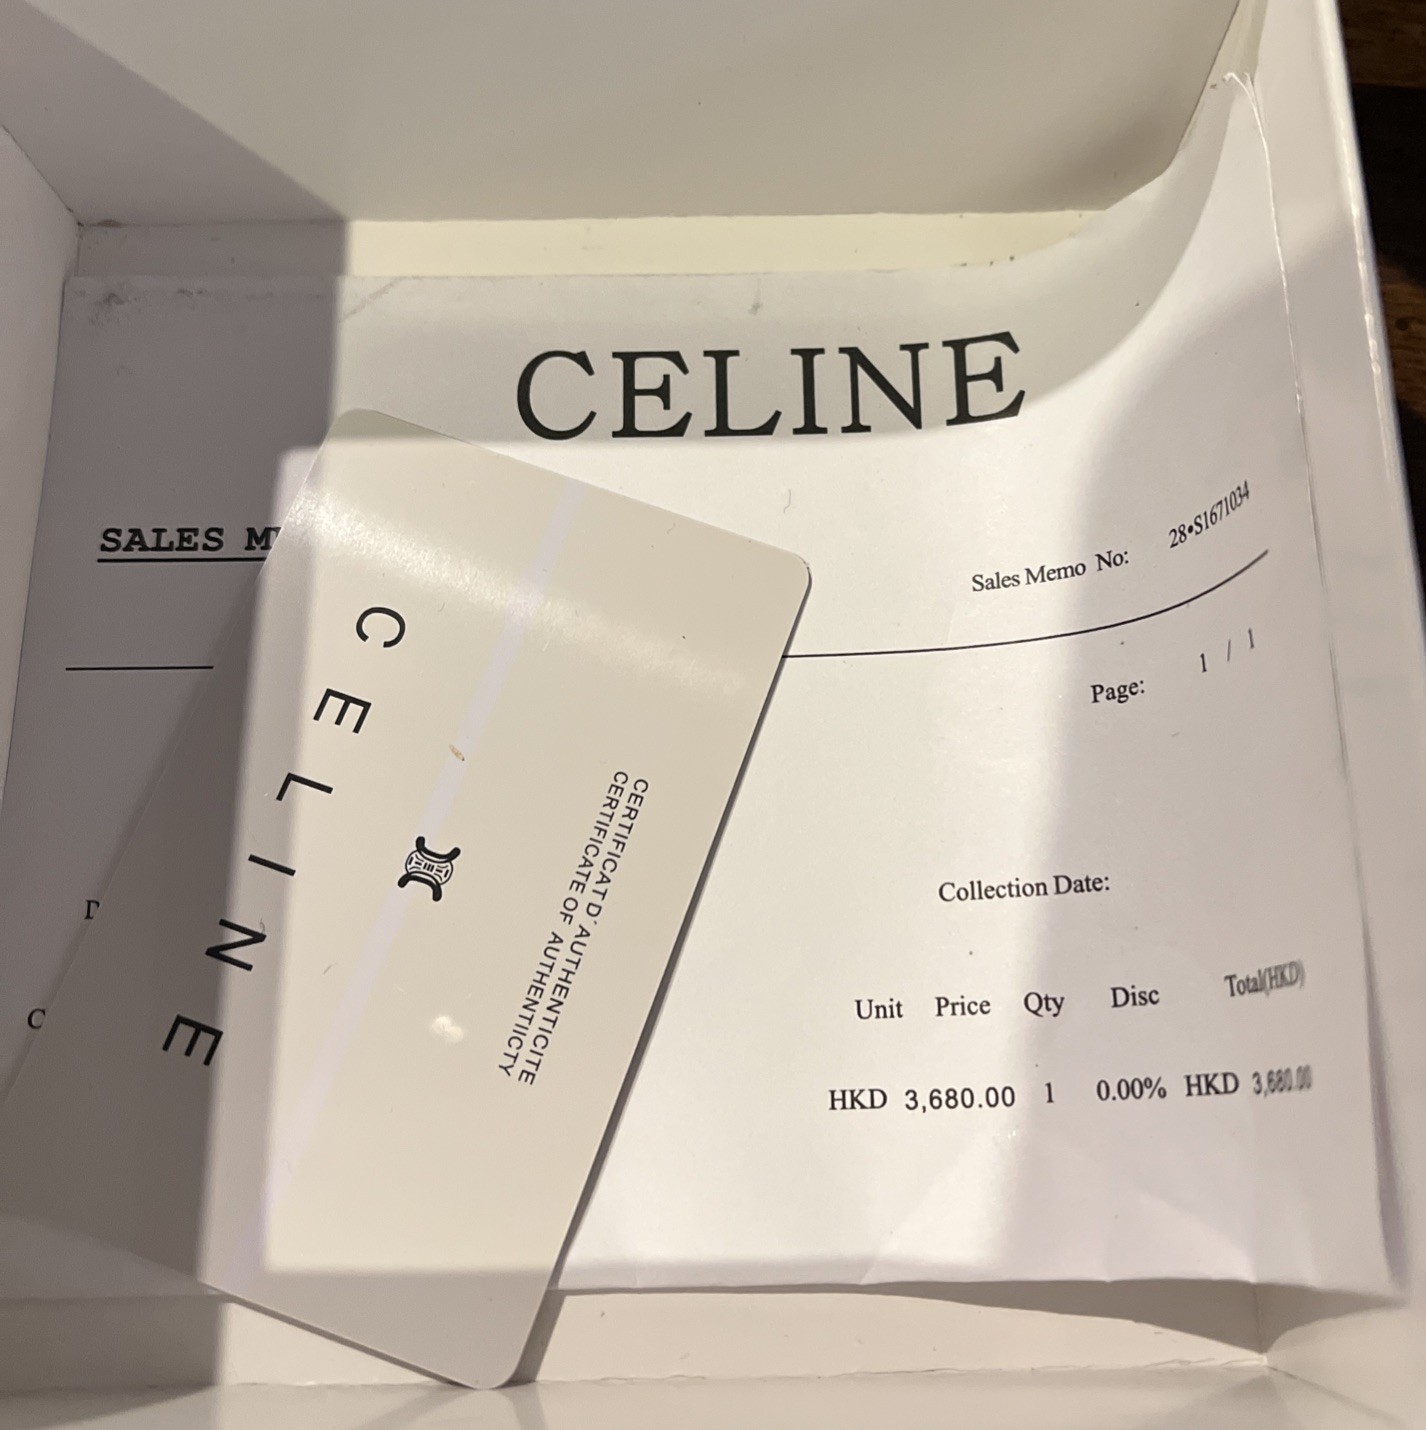 CELINE
SALES M
Sales Memo No: 28•S1671034
Page: 1 / 1
Collection Date:
Unit Price Qty Disc Total(HKD)
HKD 3,680.00 1 0.00% HKD 3,680.00
CELINE
CERTIFICAT D'AUTHENTICITE
CERTIFICATE OF AUTHENTIICTY